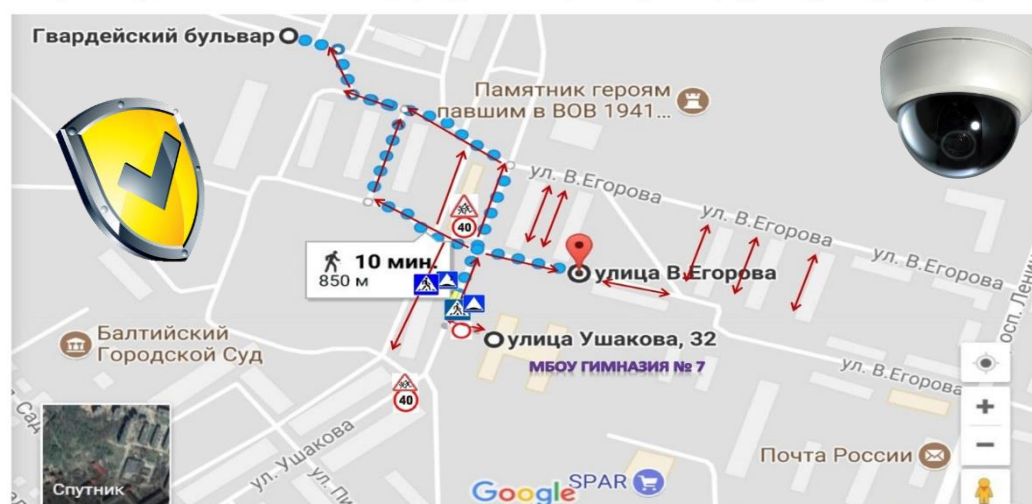 Гвардейский бульвар
Памятник героям
павшим в ВОВ 1941...
ул. В.Егорова
ул. В.Егорова
ул. В.Егорова
40
10 мин.
850 м
улица В.Егорова
Балтийский
Городской Суд
улица Ушакова, 32
МБОУ ГИМНАЗИЯ № 7
ул. В.Егорова
40
ул. Ушакова
Почта России
SPAR
Google
Спутник